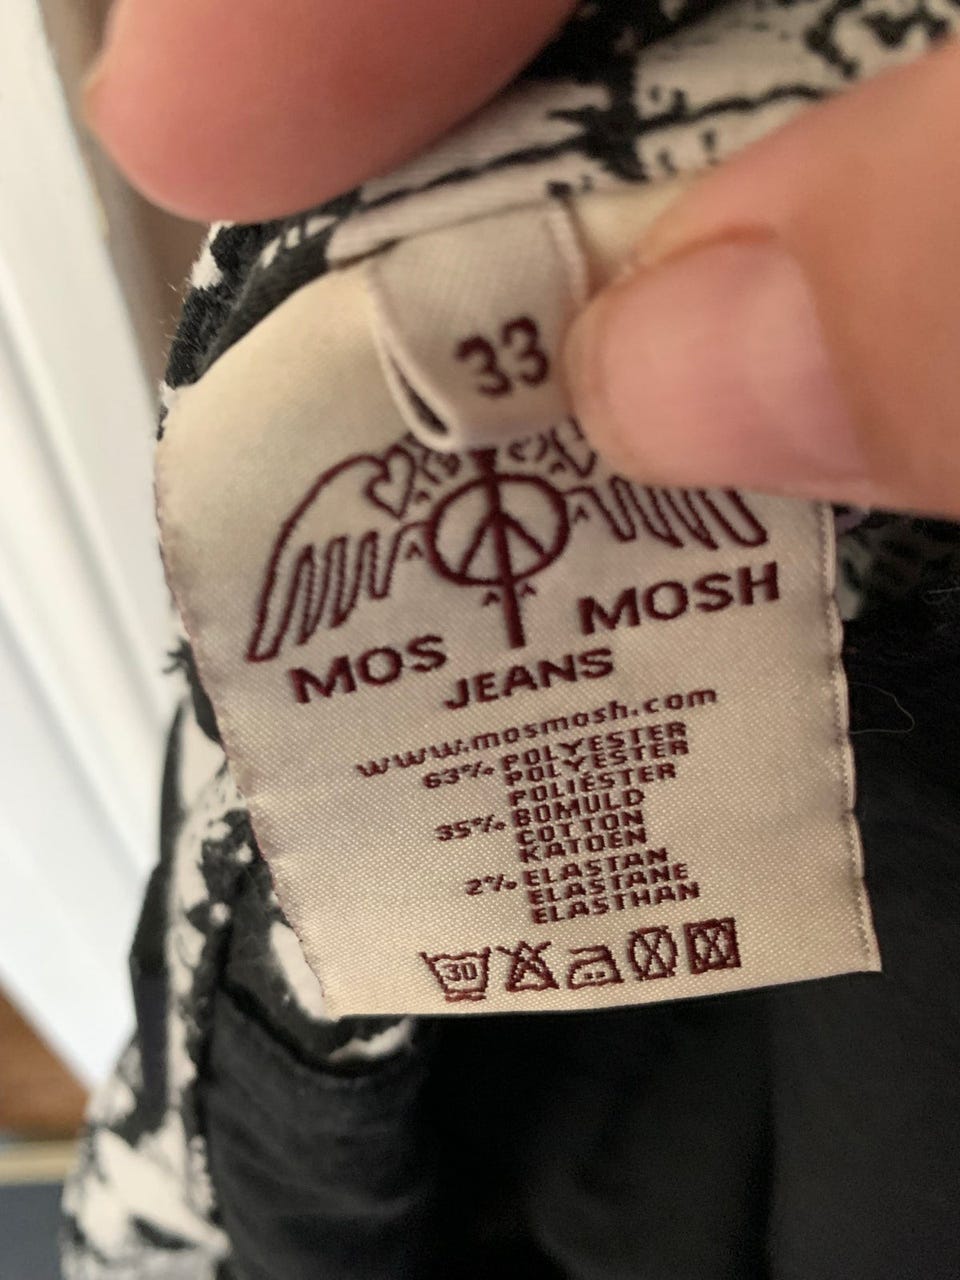 33
MOS MOSH
JEANS
www.mosmosh.com
63% POLYESTER
POLYESTER
POLIÉSTER
35% BOMULD
COTTON
KATOEN
2% ELASTAN
ELASTANE
ELASTHAN
30